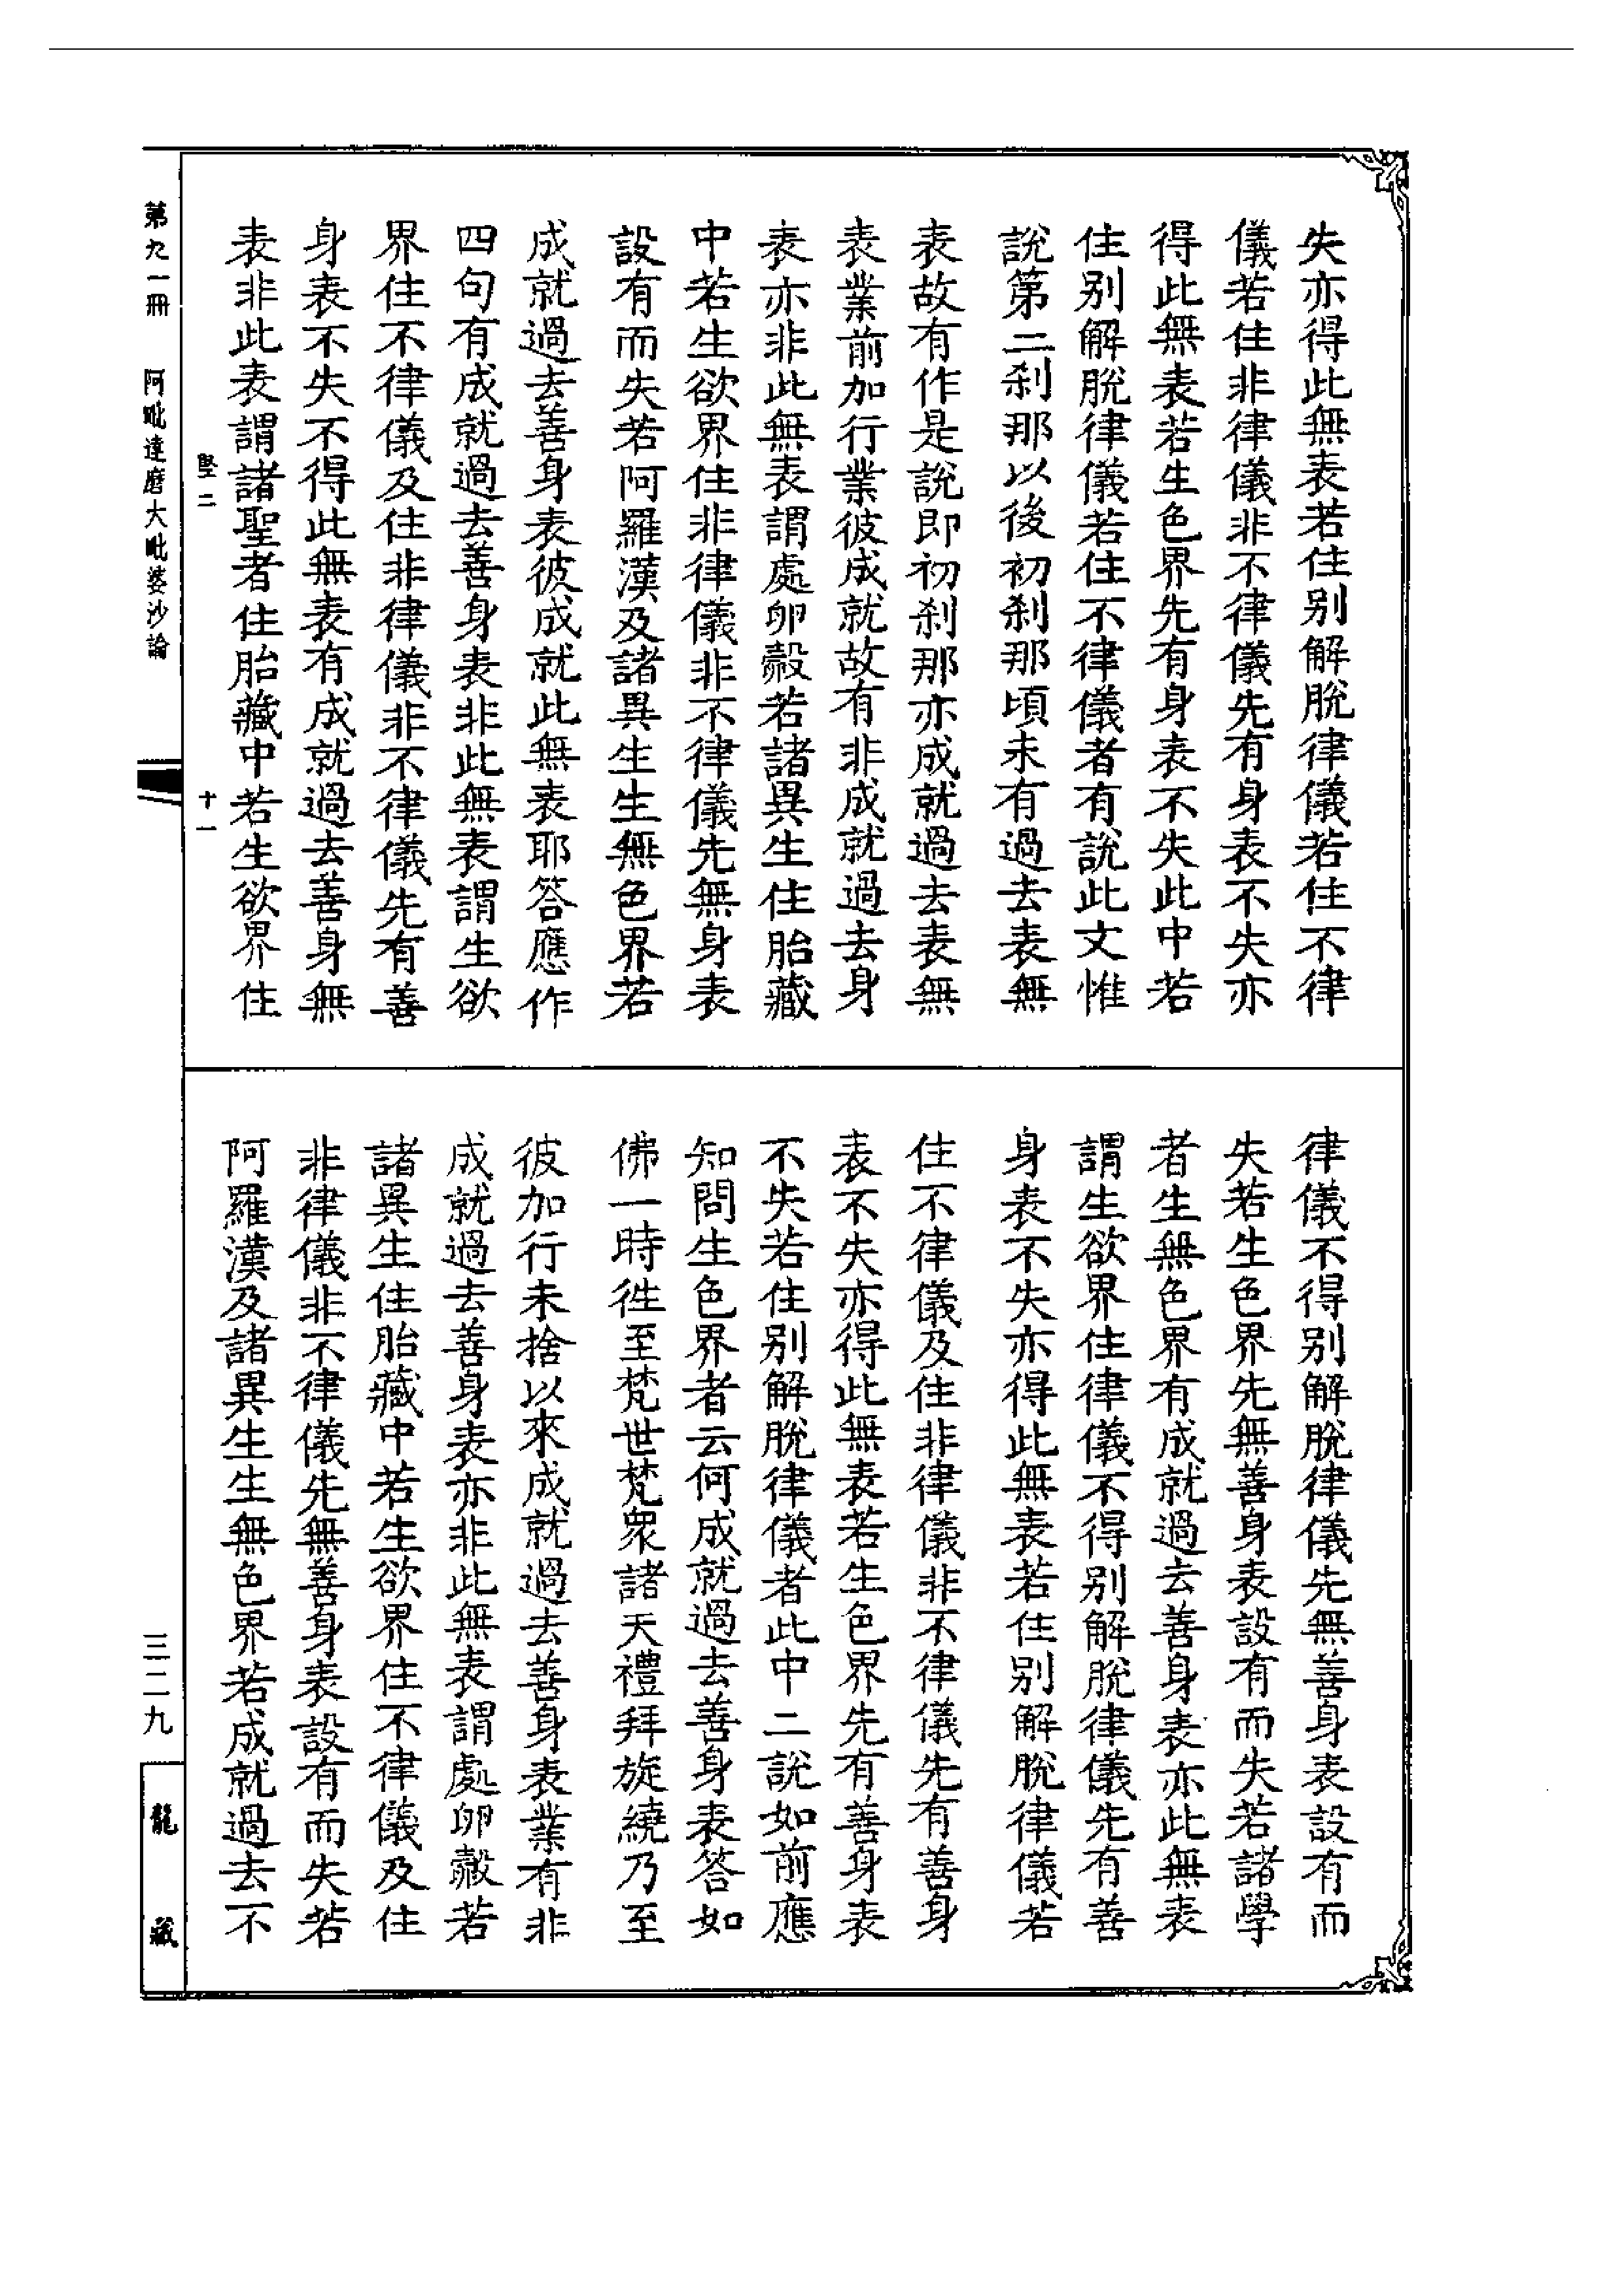 失亦得此無表若住别解脫律儀若住不律
儀若住非律儀非不律儀先有身表不失亦
得此無表若生色界先有身表不失此中若
住别解脫律儀若住不律儀者有說此文惟
說第二刹那以後初刹那頃未有過去表無
表故有作是說即初刹那亦成就過去表無
表業前加行業彼成就故有非成就過去身
表亦非此無表謂處卵㲉若諸異生住胎藏
中若生欲界住非律儀非不律儀先無身表
設有而失若阿羅漢及諸異生生無色界若
成就過去善身表彼成就此無表耶答應作
四句有成就過去善身表非此無表謂生欲
界住不律儀及住非律儀非不律儀先有善
身表不失不得此無表有成就過去善身無
表非此表謂諸聖者住胎藏中若生欲界住
律儀不得别解脫律儀先無善身表設有而
失若生色界先無善身表設有而失若諸學
者生無色界有成就過去善身表亦此無表
謂生欲界住律儀不得别解脫律儀先有善
身表不失亦得此無表若住别解脫律儀若
住不律儀及住非律儀非不律儀先有善身
表不失亦得此無表若生色界先有善身表
不失若住别解脫律儀者此中二說如前應
知問生色界者云何成就過去善身表答如
佛一時徃至梵世梵眾諸天禮拜旋繞乃至
彼加行未捨以來成就過去善身表業有非
成就過去善身表亦非此無表謂處卵㲉若
諸異生住胎藏中若生欲界住不律儀及住
非律儀非不律儀先無善身表設有而失若
阿羅漢及諸異生生無色界若成就過去不
堅二
十一
第九一冊
阿毗達磨大毗婆沙論
三二九
龍藏